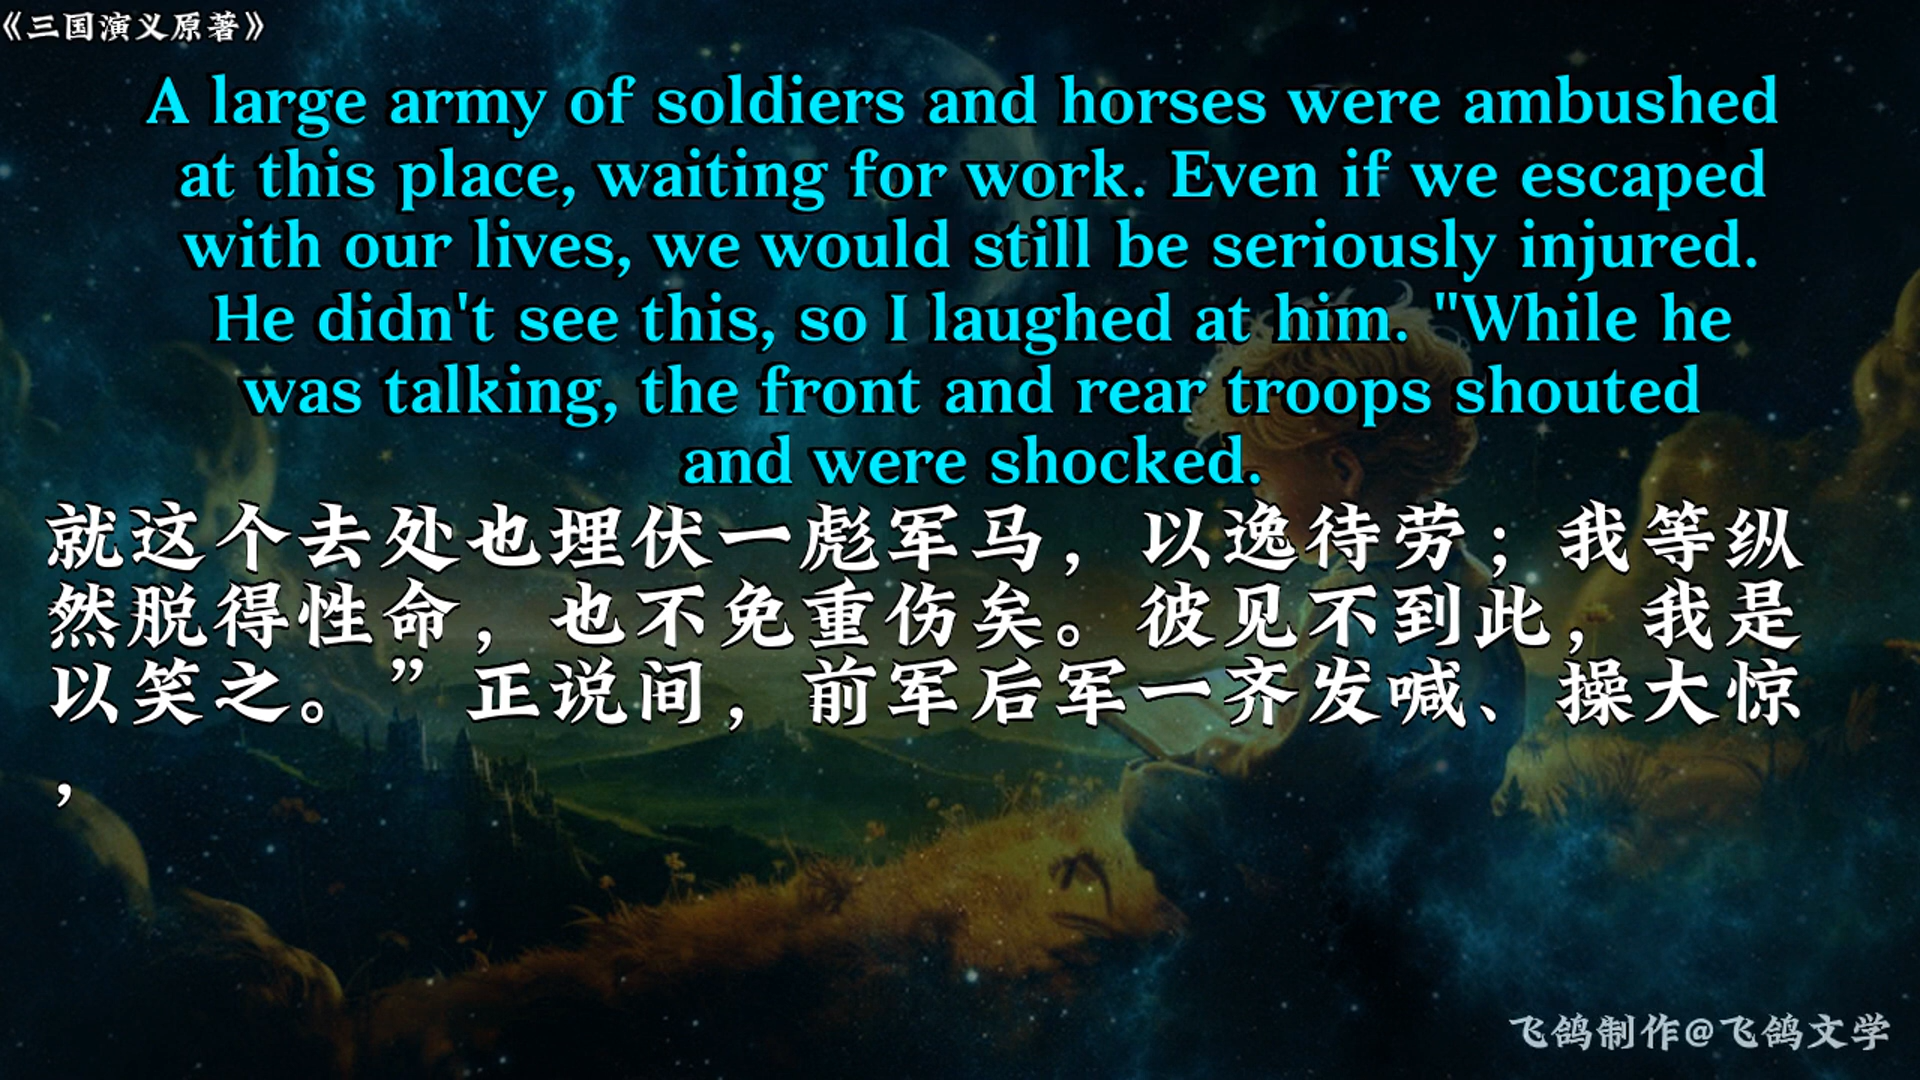 《三国演义原著》
A large army of soldiers and horses were ambushed
at this place, waiting for work. Even if we escaped
with our lives, we would still be seriously injured.
He didn't see this, so I laughed at him. "While he
was talking, the front and rear troops shouted
and were shocked.
就这个去处也埋伏一彪军马，以逸待劳；我等纵
然脱得性命，也不免重伤矣。彼见不到此，我是
以笑之。”正说间，前军后军一齐发喊、操大惊
，
飞鸽制作@飞鸽文学